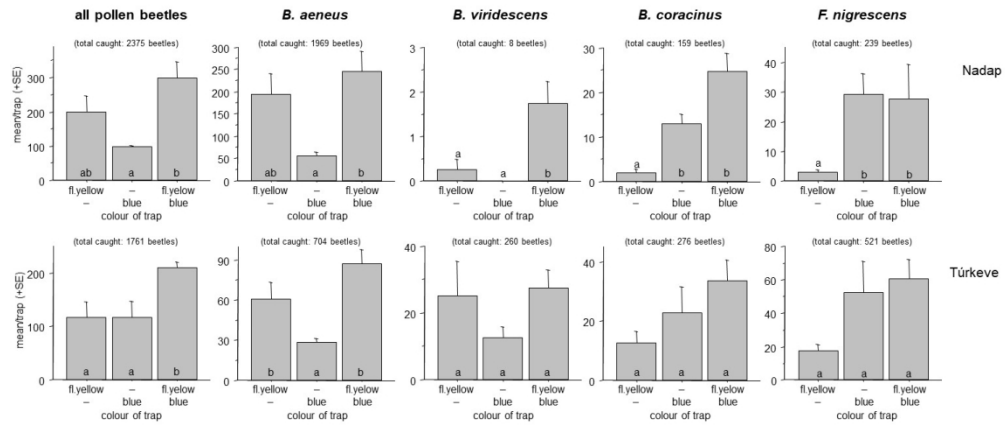 all pollen beetles
(total caught: 2375 beetles)
mean/trap (+SE)
300
200
100
0
ab a b
fl.yellow – fl.yelow
– blue blue
colour of trap
B. aeneus
(total caught: 1969 beetles)
300
250
200
150
100
50
0
ab a b
fl.yellow – fl.yelow
– blue blue
colour of trap
B. viridescens
(total caught: 8 beetles)
3
2
1
0
a a b
fl.yellow – fl.yelow
– blue blue
colour of trap
B. coracinus
(total caught: 159 beetles)
30
20
10
0
a b b
fl.yellow – fl.yelow
– blue blue
colour of trap
F. nigrescens
(total caught: 239 beetles)
40
30
20
10
0
a b b
fl.yellow – fl.yelow
– blue blue
colour of trap
Nadap
(total caught: 1761 beetles)
mean/trap (+SE)
200
100
0
a a b
fl.yellow – fl.yelow
– blue blue
colour of trap
(total caught: 704 beetles)
90
60
30
0
b a b
fl.yellow – fl.yelow
– blue blue
colour of trap
(total caught: 260 beetles)
60
40
20
0
a a a
fl.yellow – fl.yelow
– blue blue
colour of trap
(total caught: 276 beetles)
40
20
0
a a a
fl.yellow – fl.yelow
– blue blue
colour of trap
(total caught: 521 beetles)
80
60
40
20
0
a a a
fl.yellow – fl.yelow
– blue blue
colour of trap
Túrkeve